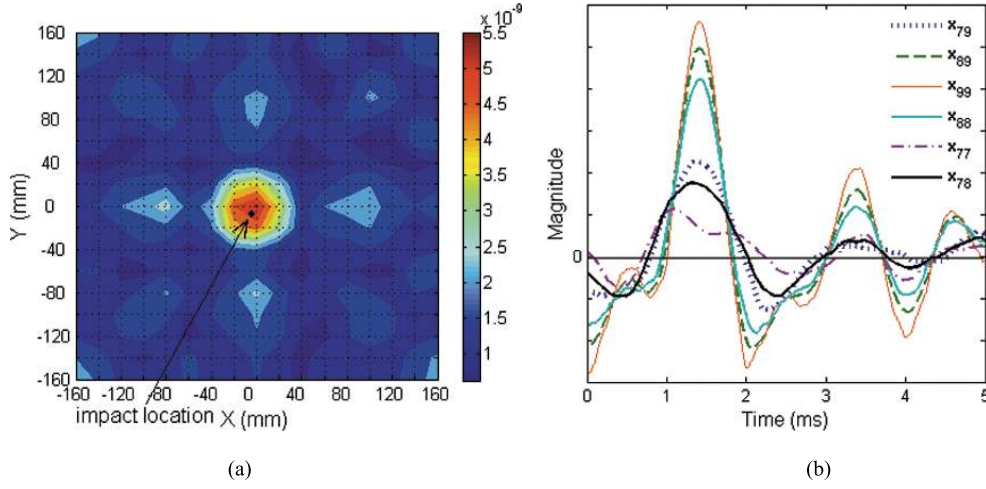 x 10⁻⁹
160
120
80
40
0
-40
-80
-120
-160
Y (mm)
-160
-120
-80
-40
0
40
80
120
160
X (mm)
impact location
5.5
5
4.5
4
3.5
3
2.5
2
1.5
1
(a)
Magnitude
0
x79
x89
x99
x88
x77
x78
0
1
2
3
4
5
Time (ms)
(b)